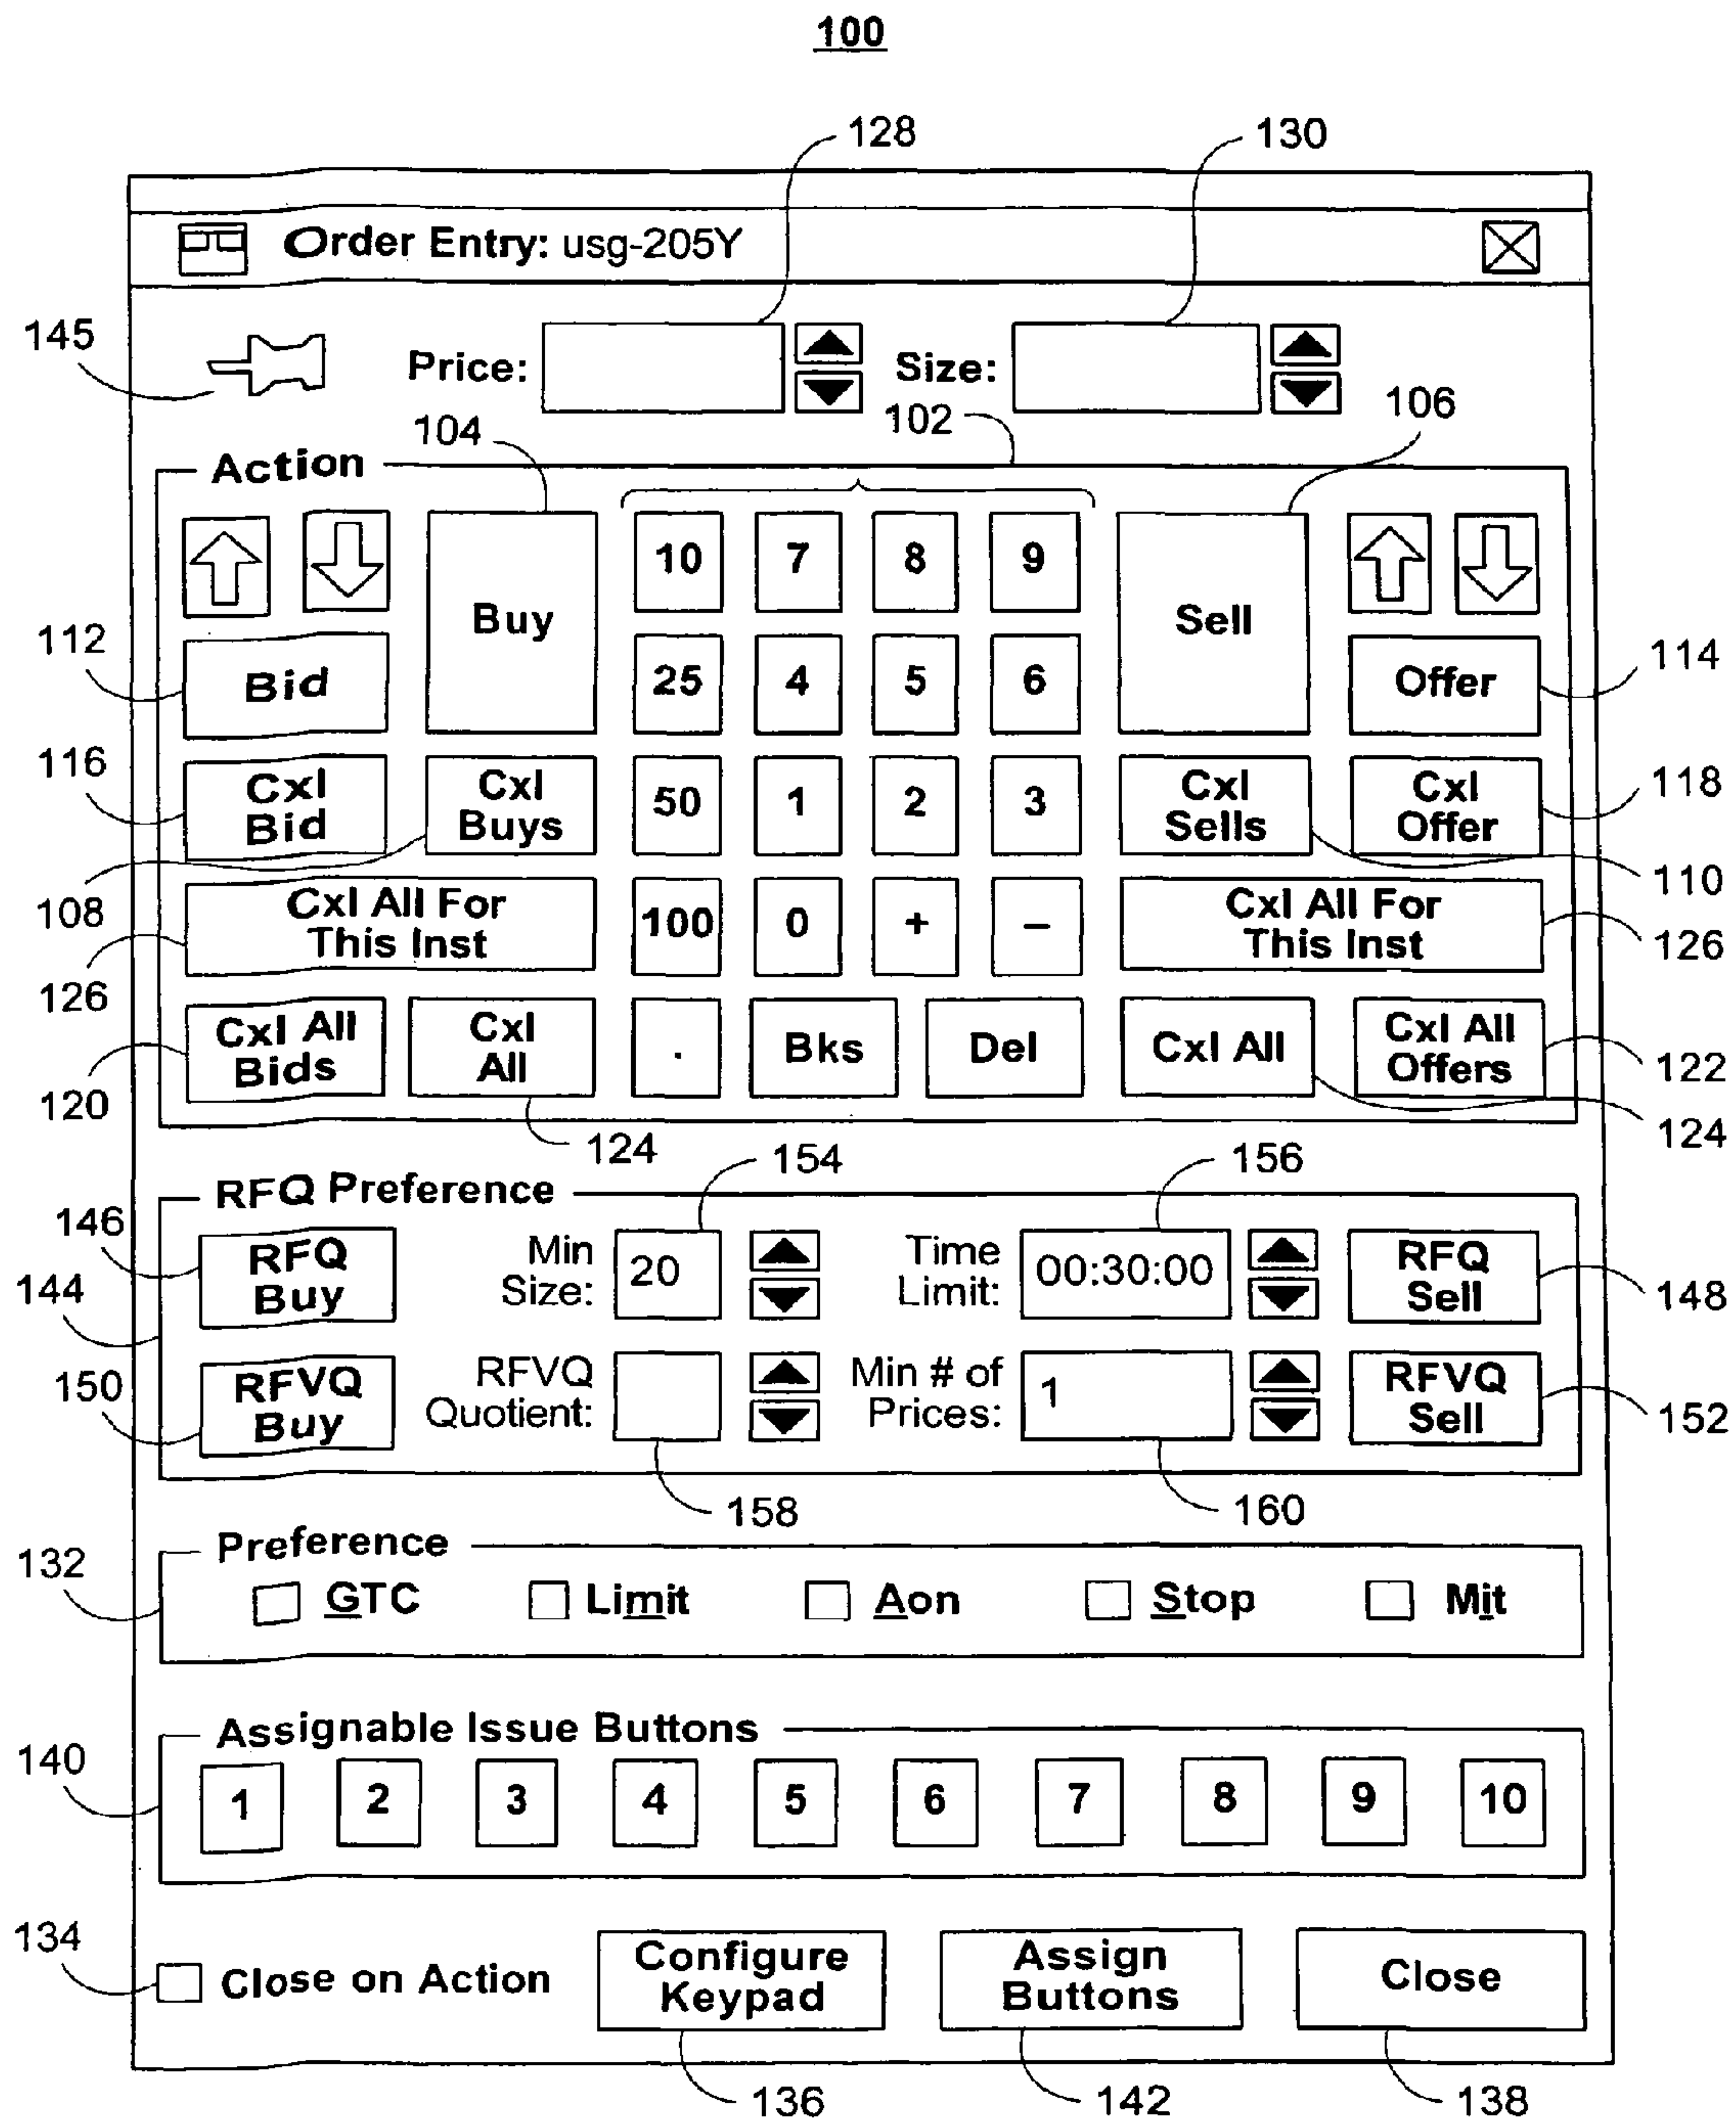 100
128
130
Order Entry: usg-205Y
145
Price:
Size:
104
102
106
Action
10 7 8 9
Buy
Sell
112
Bid
25 4 5 6
Offer
114
116
Cxl
Bid
Cxl
Buys
50 1 2 3
Cxl
Sells
Cxl
Offer
118
108
110
Cxl All For
This Inst
100 0 + –
Cxl All For
This Inst
126
126
Cxl All
Bids
Cxl
All
. Bks Del
Cxl All
Cxl All
Offers
122
120
124
124
154
156
RFQ Preference
146
RFQ
Buy
Min
Size:
20
Time
Limit:
00:30:00
RFQ
Sell
148
144
150
RFVQ
Buy
RFVQ
Quotient:
Min # of
Prices:
1
RFVQ
Sell
152
158
160
Preference
132
GTC Limit Aon Stop Mit
Assignable Issue Buttons
140
1 2 3 4 5 6 7 8 9 10
134
Close on Action
Configure
Keypad
Assign
Buttons
Close
136
142
138